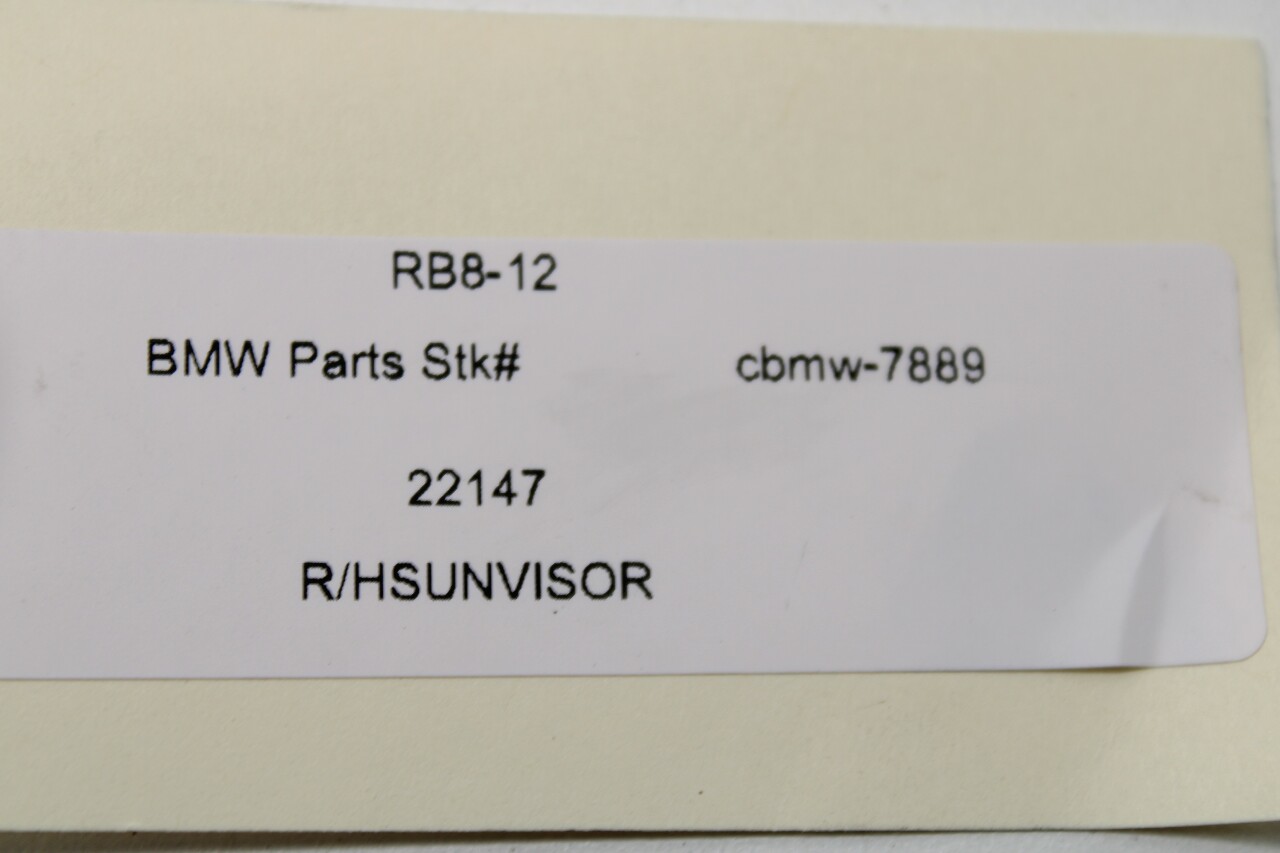 RB8-12
BMW Parts Stk# cbmw-7889
22147
R/HSUNVISOR